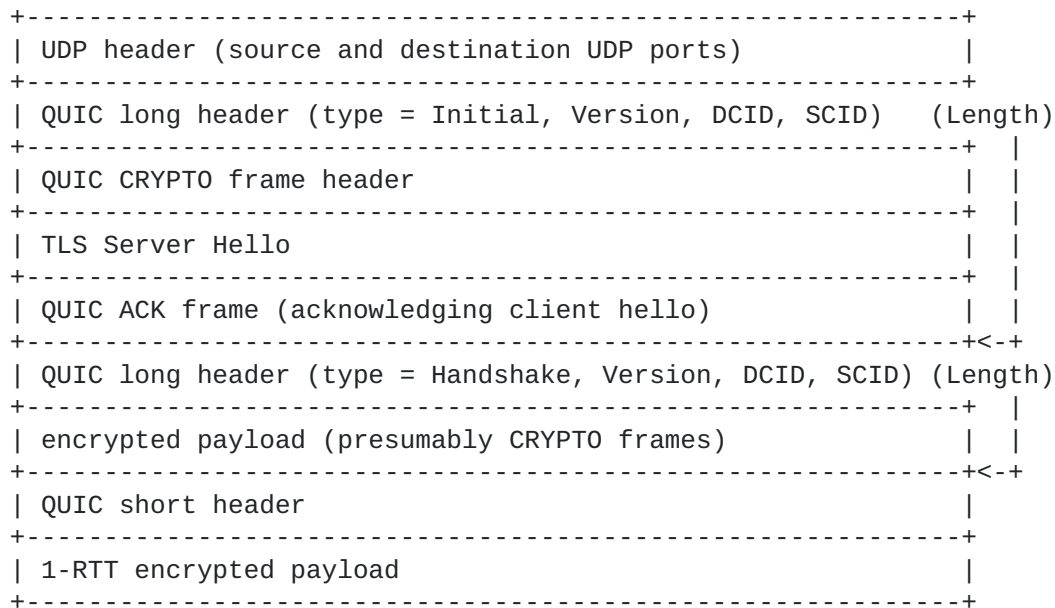 +------------------------------------------------------------+
| UDP header (source and destination UDP ports)              |
+------------------------------------------------------------+
| QUIC long header (type = Initial, Version, DCID, SCID)   (Length)
+------------------------------------------------------------+  |
| QUIC CRYPTO frame header                                   |  |
+------------------------------------------------------------+  |
| TLS Server Hello                                           |  |
+------------------------------------------------------------+  |
| QUIC ACK frame (acknowledging client hello)                |  |
+------------------------------------------------------------+<-+
| QUIC long header (type = Handshake, Version, DCID, SCID) (Length)
+------------------------------------------------------------+  |
| encrypted payload (presumably CRYPTO frames)               |  |
+------------------------------------------------------------+<-+
| QUIC short header                                          |
+------------------------------------------------------------+
| 1-RTT encrypted payload                                    |
+------------------------------------------------------------+